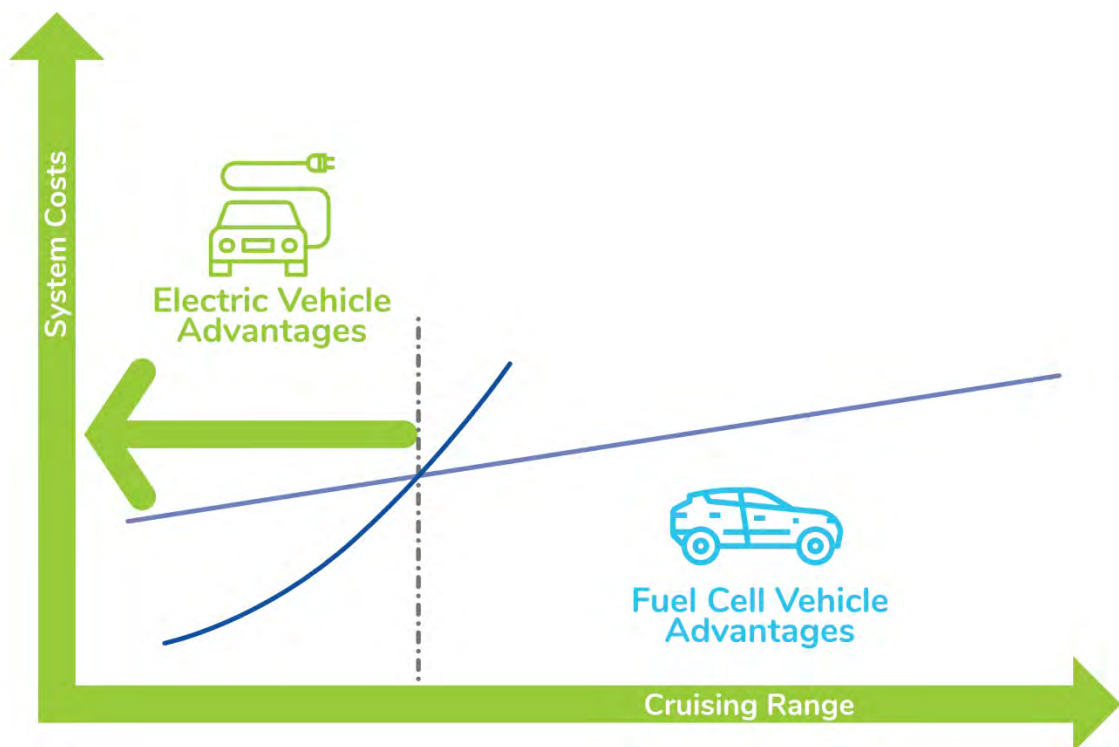 System Costs
Electric Vehicle
Advantages
Fuel Cell Vehicle
Advantages
Cruising Range